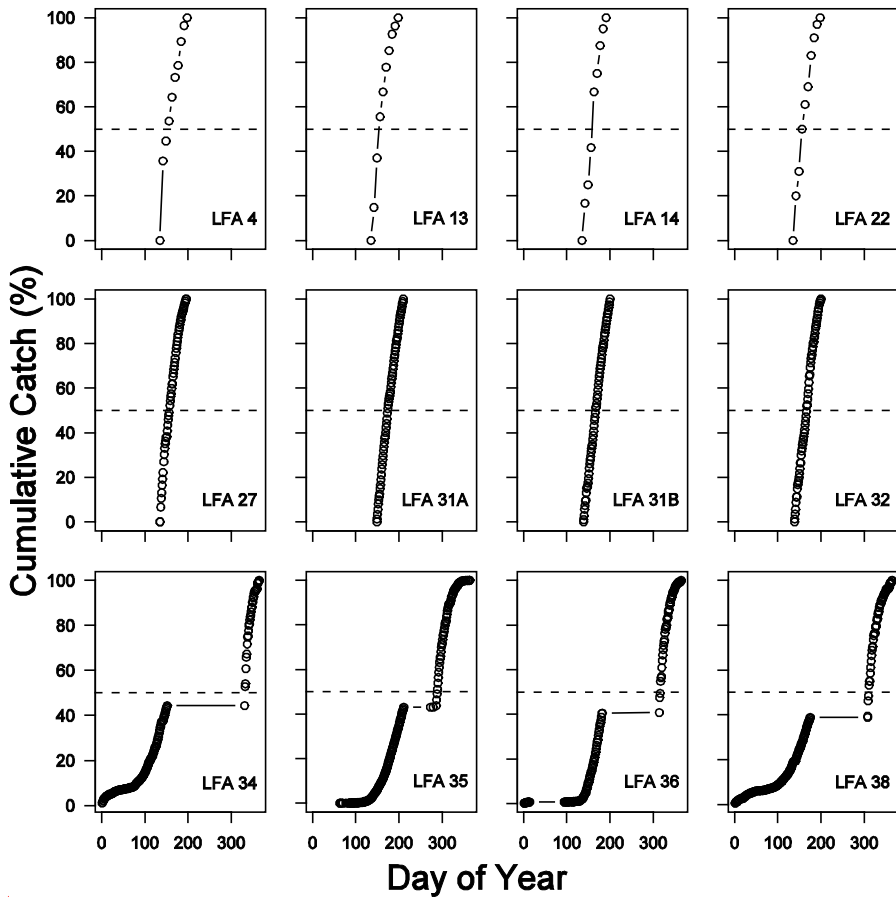 100
80
60
40
20
0
LFA 4
LFA 13
LFA 14
LFA 22
Cumulative Catch (%)
100
80
60
40
20
0
LFA 27
LFA 31A
LFA 31B
LFA 32
100
80
60
40
20
0
LFA 34
LFA 35
LFA 36
LFA 38
0 100 200 300 0 100 200 300 0 100 200 300 0 100 200 300
Day of Year